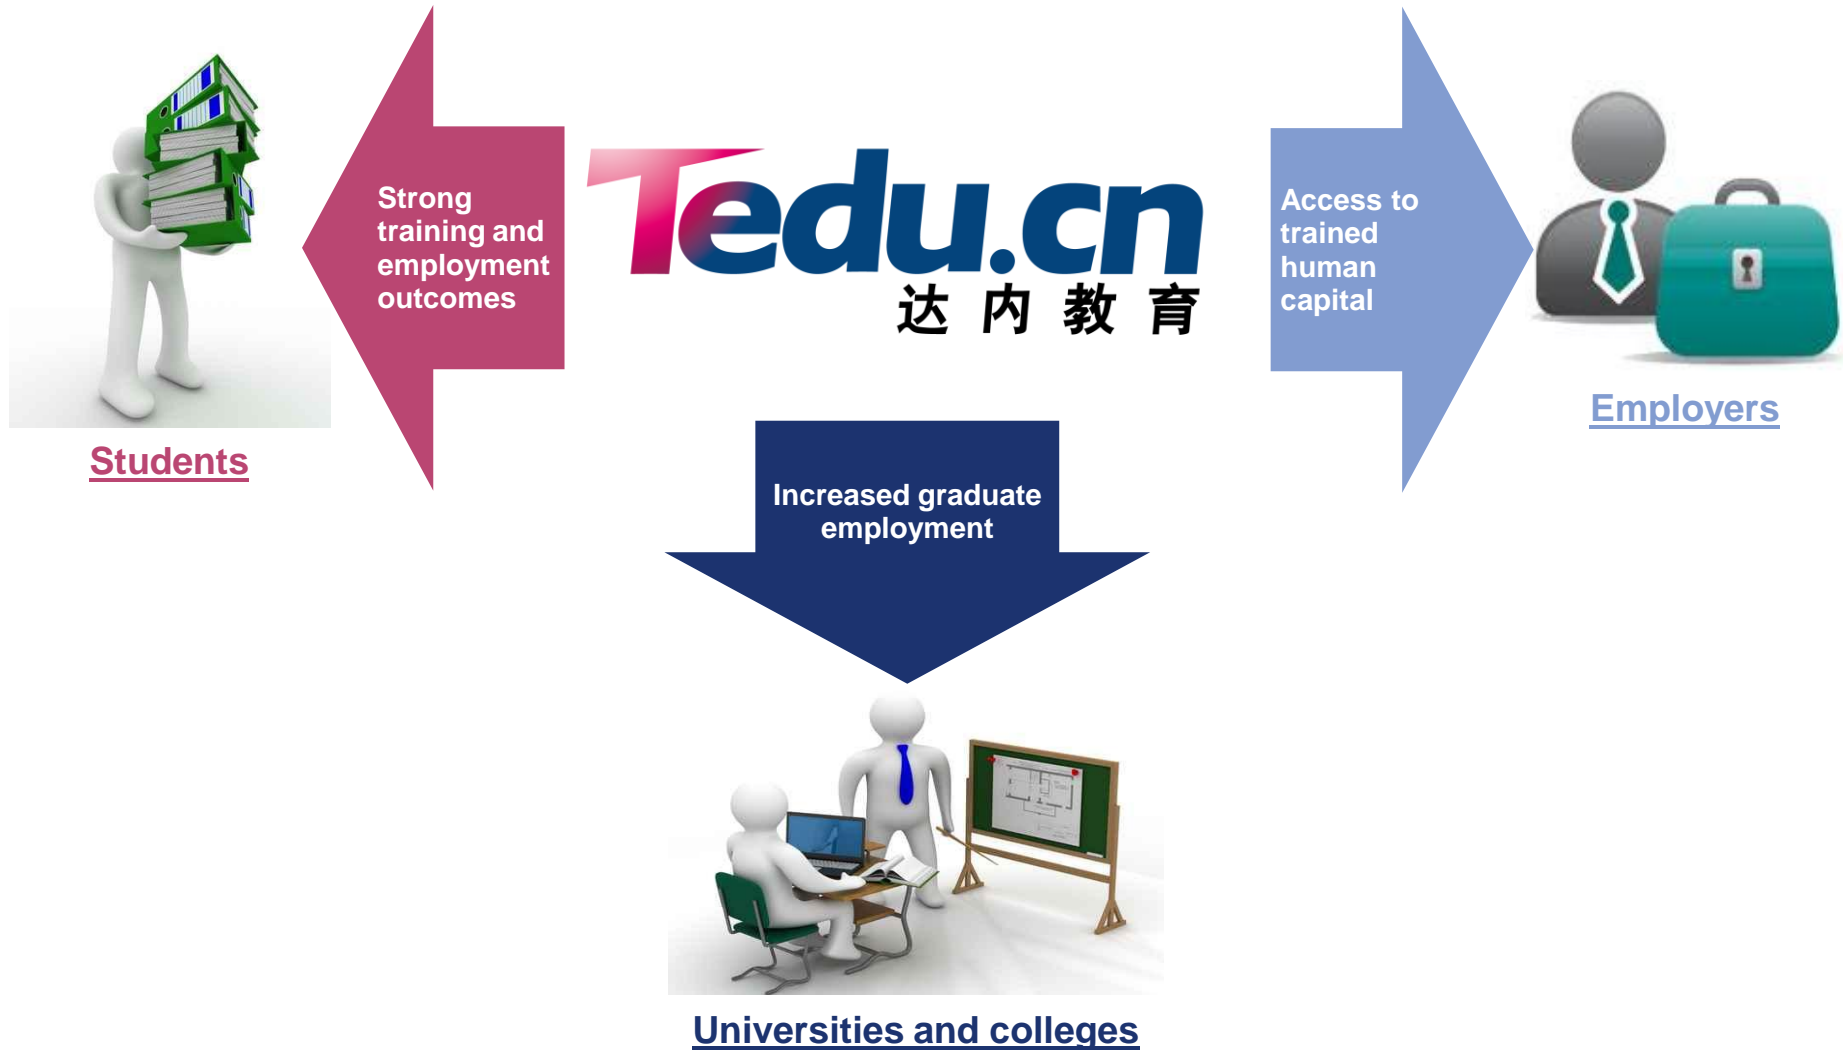 Strong
training and
employment
outcomes
Tedu.cn
达内教育
Access to
trained
human
capital
Students
Employers
Increased graduate
employment
Universities and colleges